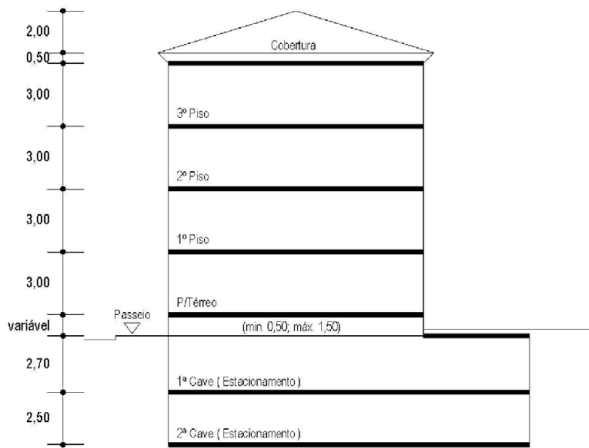 2,00
Cobertura
0,50
3,00
3º Piso
3,00
2º Piso
3,00
1º Piso
3,00
P/Térreo
Passeio
variável
(min. 0,50; máx. 1,50)
2,70
1ª Cave ( Estacionamento )
2,50
2ª Cave ( Estacionamento )